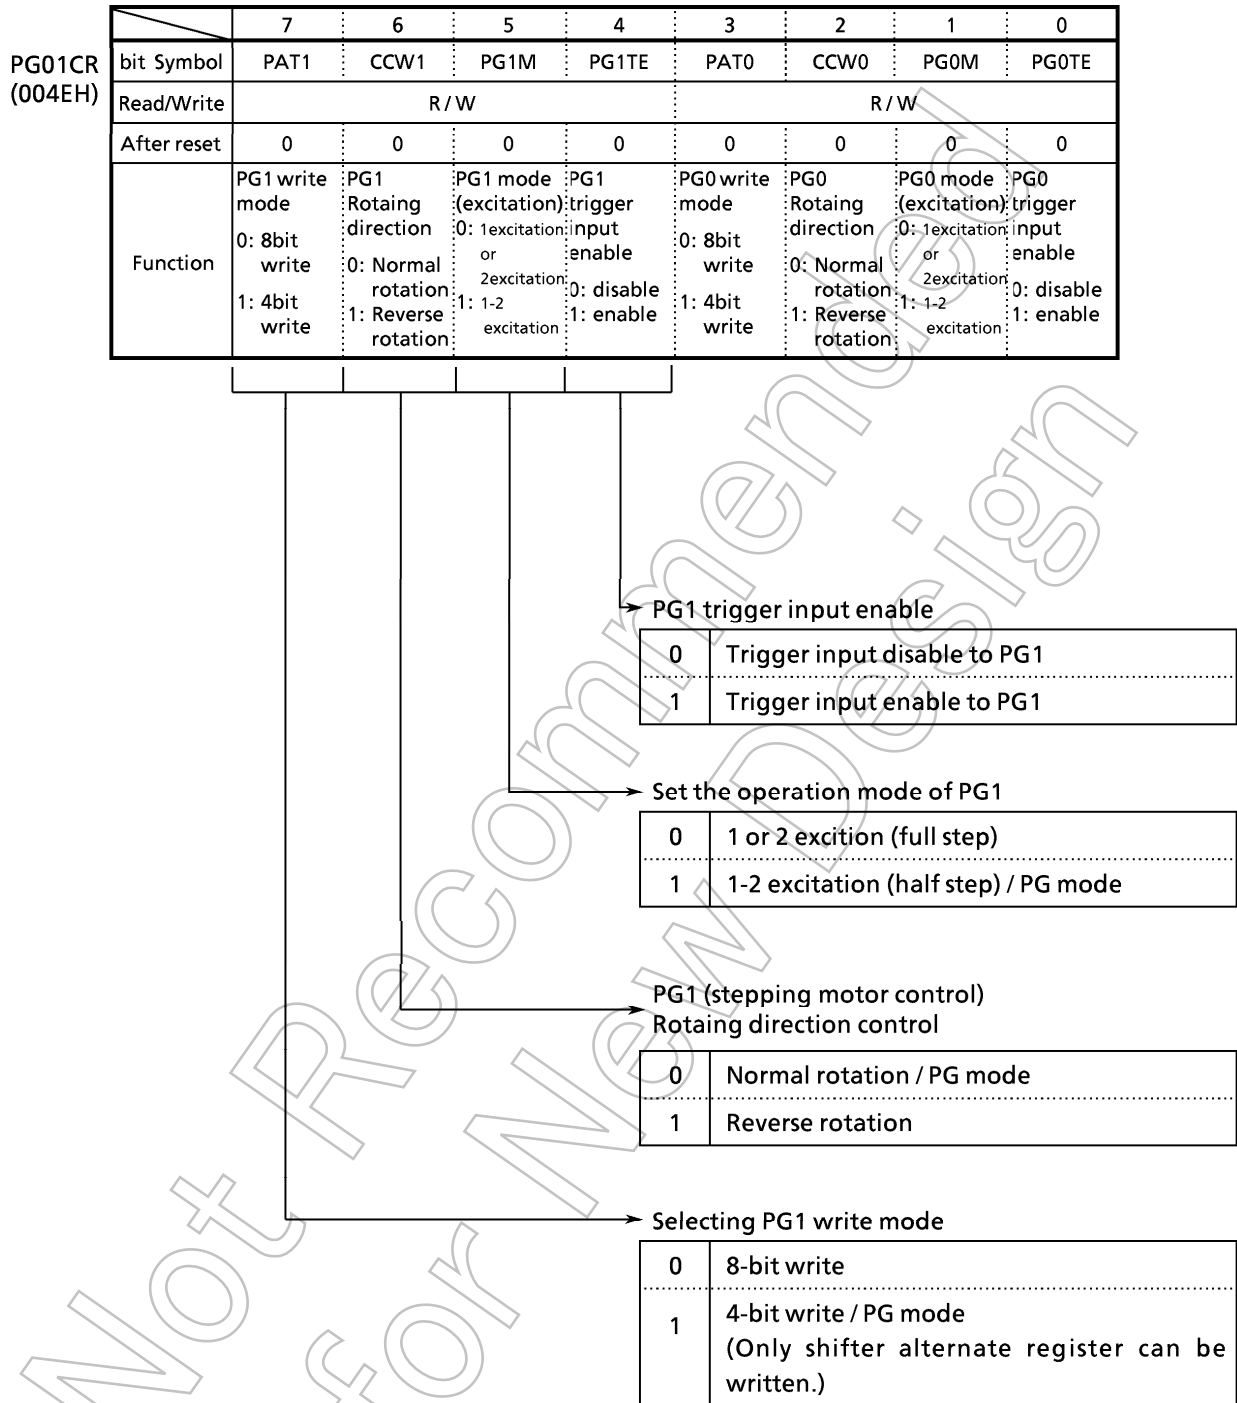 7 6 5 4 3 2 1 0
PG01CR
(004EH)
bit Symbol PAT1 CCW1 PG1M PG1TE PAT0 CCW0 PG0M PG0TE
Read/Write R / W R / W
After reset 0 0 0 0 0 0 0 0
Function
PG1 write
mode
0: 8bit
write
1: 4bit
write
PG1
Rotaing
direction
0: Normal
rotation
1: Reverse
rotation
PG1 mode
(excitation)
0: 1excitation
or
2excitation
1: 1-2
excitation
PG1
trigger
input
enable
0: disable
1: enable
PG0 write
mode
0: 8bit
write
1: 4bit
write
PG0
Rotaing
direction
0: Normal
rotation
1: Reverse
rotation
PG0 mode
(excitation)
0: 1excitation
or
2excitation
1: 1-2
excitation
PG0
trigger
input
enable
0: disable
1: enable
PG1 trigger input enable
0 Trigger input disable to PG1
1 Trigger input enable to PG1
Set the operation mode of PG1
0 1 or 2 excition (full step)
1 1-2 excitation (half step) / PG mode
PG1 (stepping motor control)
Rotaing direction control
0 Normal rotation / PG mode
1 Reverse rotation
Selecting PG1 write mode
0 8-bit write
1 4-bit write / PG mode
(Only shifter alternate register can be
written.)
Not Recommended
for New Design